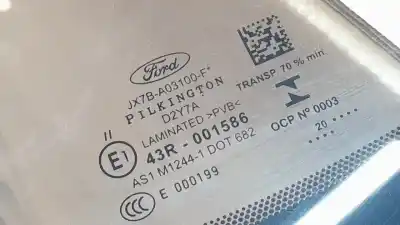 Ford
JX7B-A03100-F*
PILKINGTON
D2Y7A
TRANSP 70% min
II
LAMINATED >PVB<
E1
43R - 001586
AS1 M1244-1 DOT 682
OCP Nº 0003
.... 20 ....
CCC E 000199